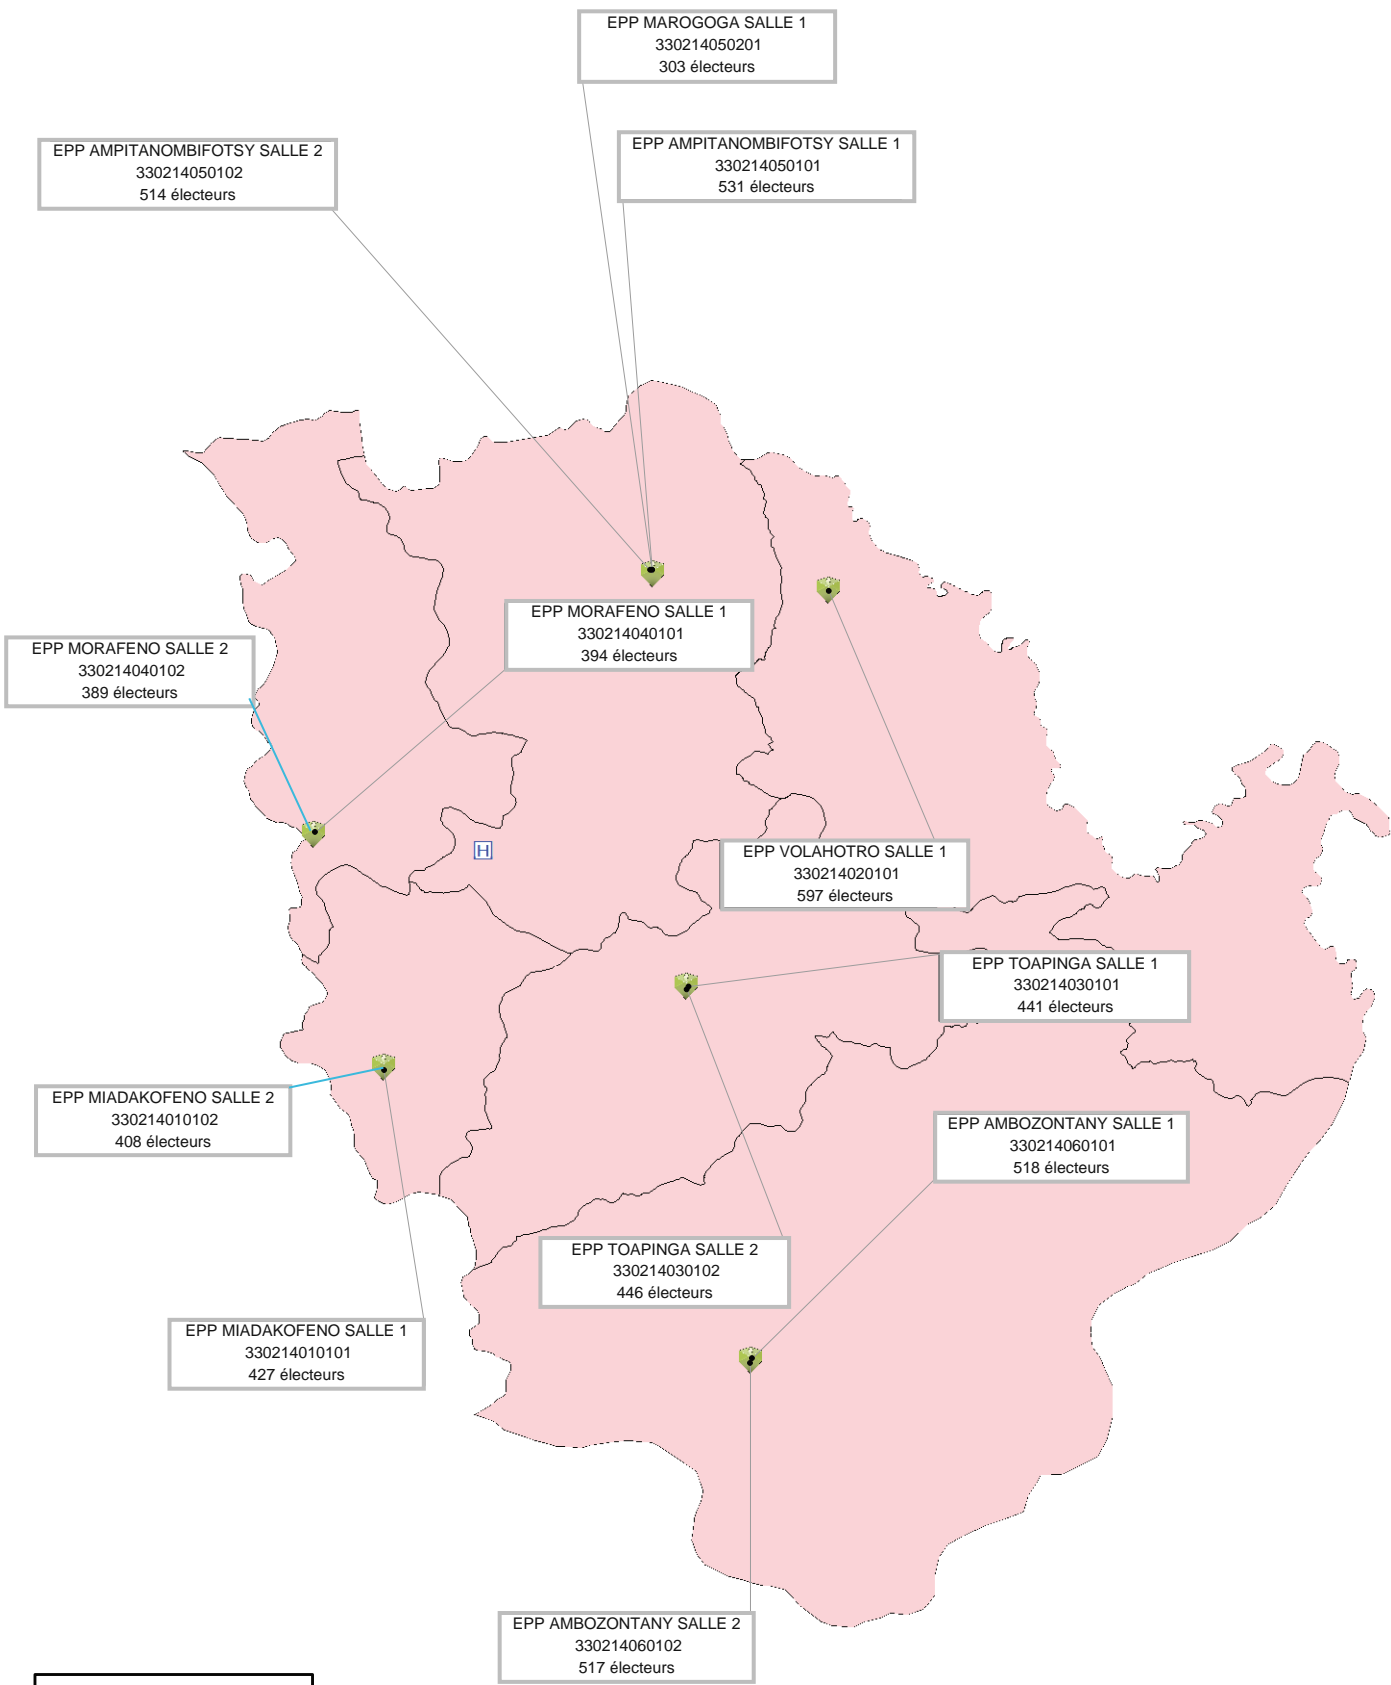 EPP MAROGOGA SALLE 1
330214050201
303 électeurs
EPP AMPITANOMBIFOTSY SALLE 2
330214050102
514 électeurs
EPP AMPITANOMBIFOTSY SALLE 1
330214050101
531 électeurs
EPP MORAFENO SALLE 1
330214040101
394 électeurs
EPP MORAFENO SALLE 2
330214040102
389 électeurs
H
EPP VOLAHOTRO SALLE 1
330214020101
597 électeurs
EPP TOAPINGA SALLE 1
330214030101
441 électeurs
EPP MIADAKOFENO SALLE 2
330214010102
408 électeurs
EPP AMBOZONTANY SALLE 1
330214060101
518 électeurs
EPP TOAPINGA SALLE 2
330214030102
446 électeurs
EPP MIADAKOFENO SALLE 1
330214010101
427 électeurs
EPP AMBOZONTANY SALLE 2
330214060102
517 électeurs